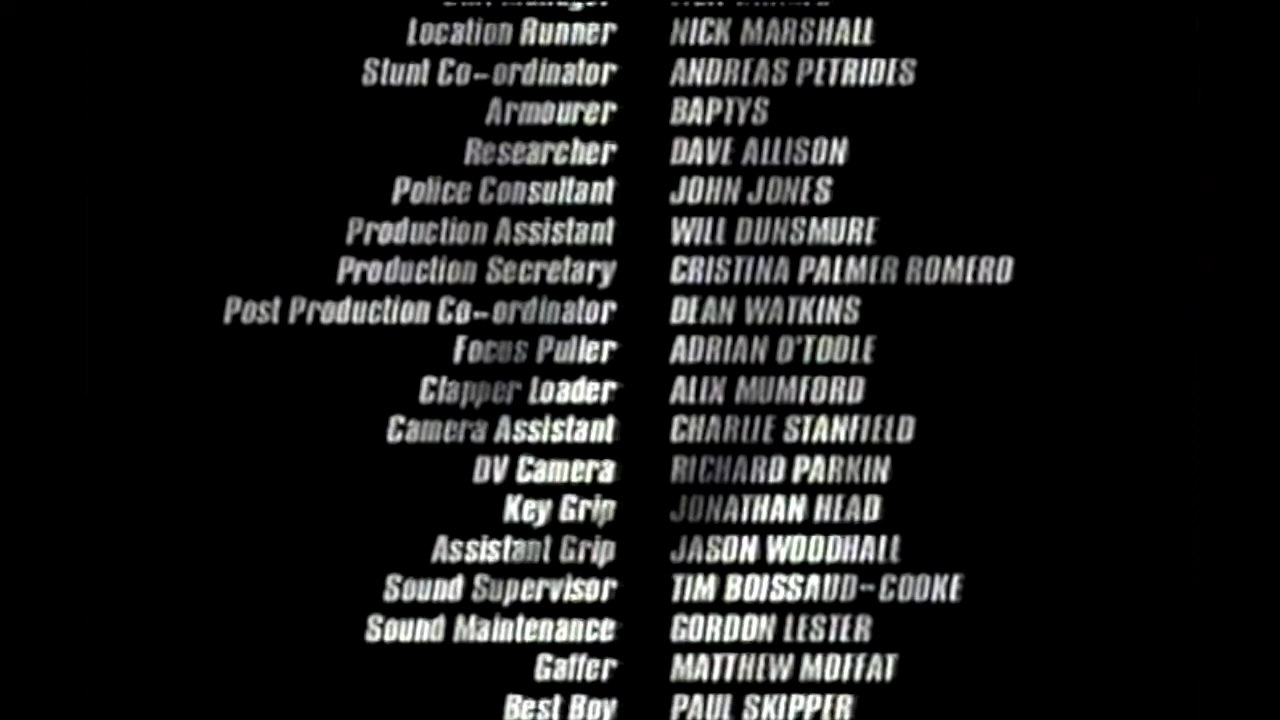 Location Runner NICK MARSHALL
Stunt Co-ordinator ANDREAS PETRIDES
Armourer BAPTYS
Researcher DAVE ALLISON
Police Consultant JOHN JONES
Production Assistant WILL DUNSMURE
Production Secretary CRISTINA PALMER ROMERO
Post Production Co-ordinator DEAN WATKINS
Focus Puller ADRIAN O'TOOLE
Clapper Loader ALIX MUMFORD
Camera Assistant CHARLIE STANFIELD
DV Camera RICHARD PARKIN
Key Grip JONATHAN HEAD
Assistant Grip JASON WOODHALL
Sound Supervisor TIM BOISSAUD-COOKE
Sound Maintenance GORDON LESTER
Gaffer MATTHEW MOFFAT
Best Boy PAUL SKIPPER